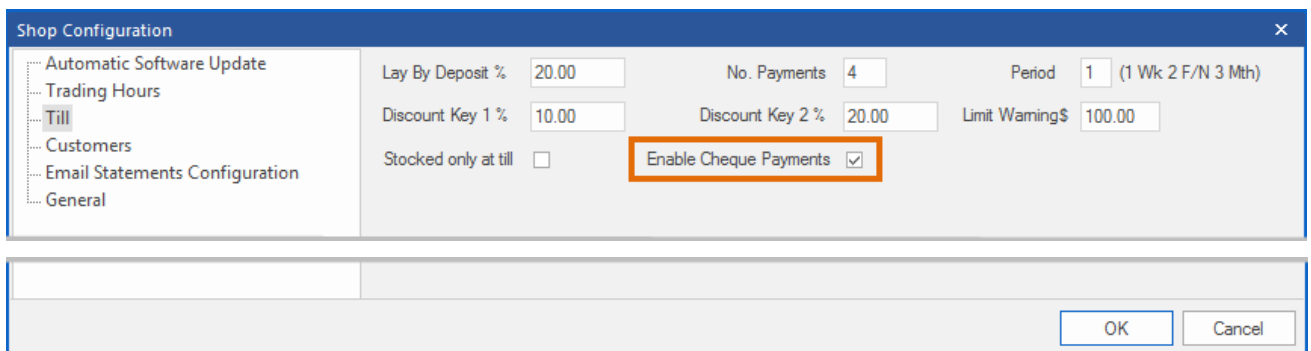 Shop Configuration
Automatic Software Update
Trading Hours
Till
Customers
Email Statements Configuration
General
Lay By Deposit % 20.00 No. Payments 4 Period 1 (1 Wk 2 F/N 3 Mth)
Discount Key 1 % 10.00 Discount Key 2 % 20.00 Limit Warning$ 100.00
Stocked only at till Enable Cheque Payments
OK Cancel